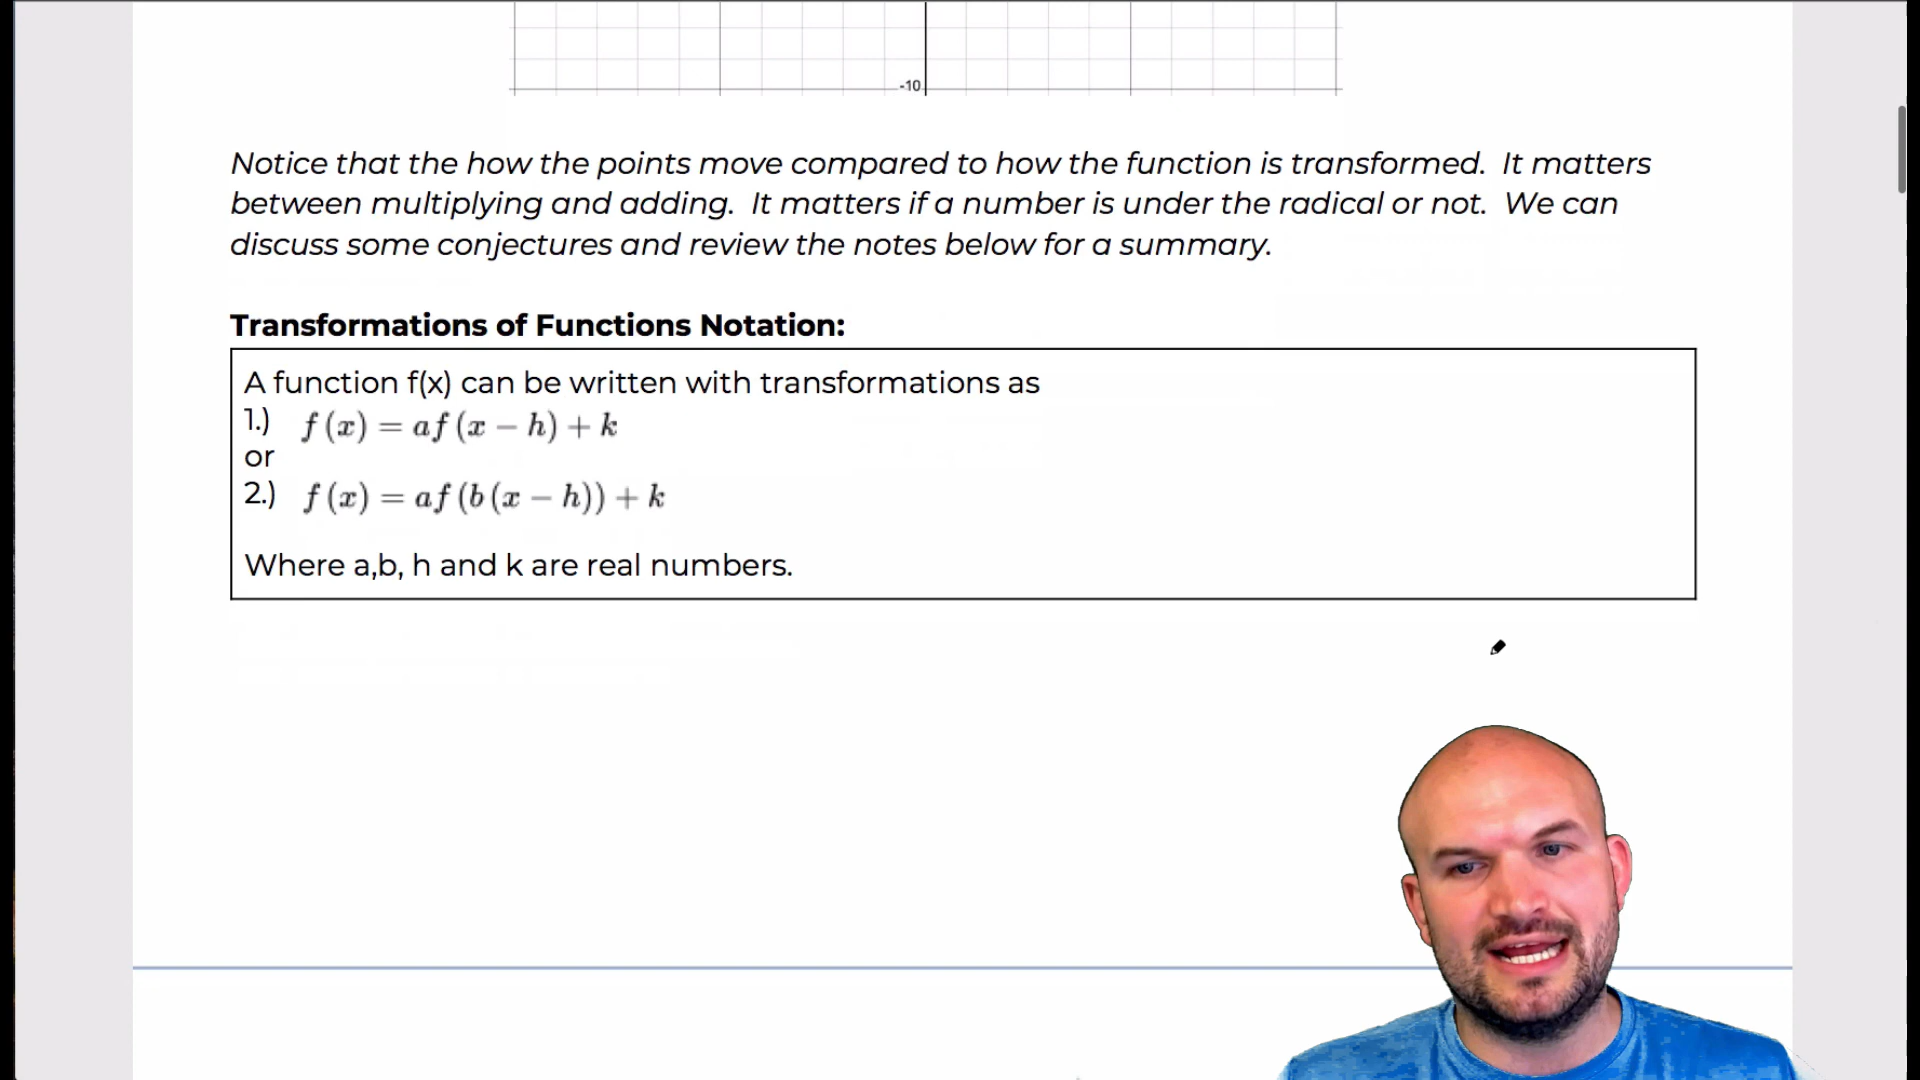 -10
Notice that the how the points move compared to how the function is transformed. It matters
between multiplying and adding. It matters if a number is under the radical or not. We can
discuss some conjectures and review the notes below for a summary.
Transformations of Functions Notation:
A function f(x) can be written with transformations as
1.) f (x) = af (x − h) + k
or
2.) f (x) = af (b (x − h)) + k
Where a,b, h and k are real numbers.